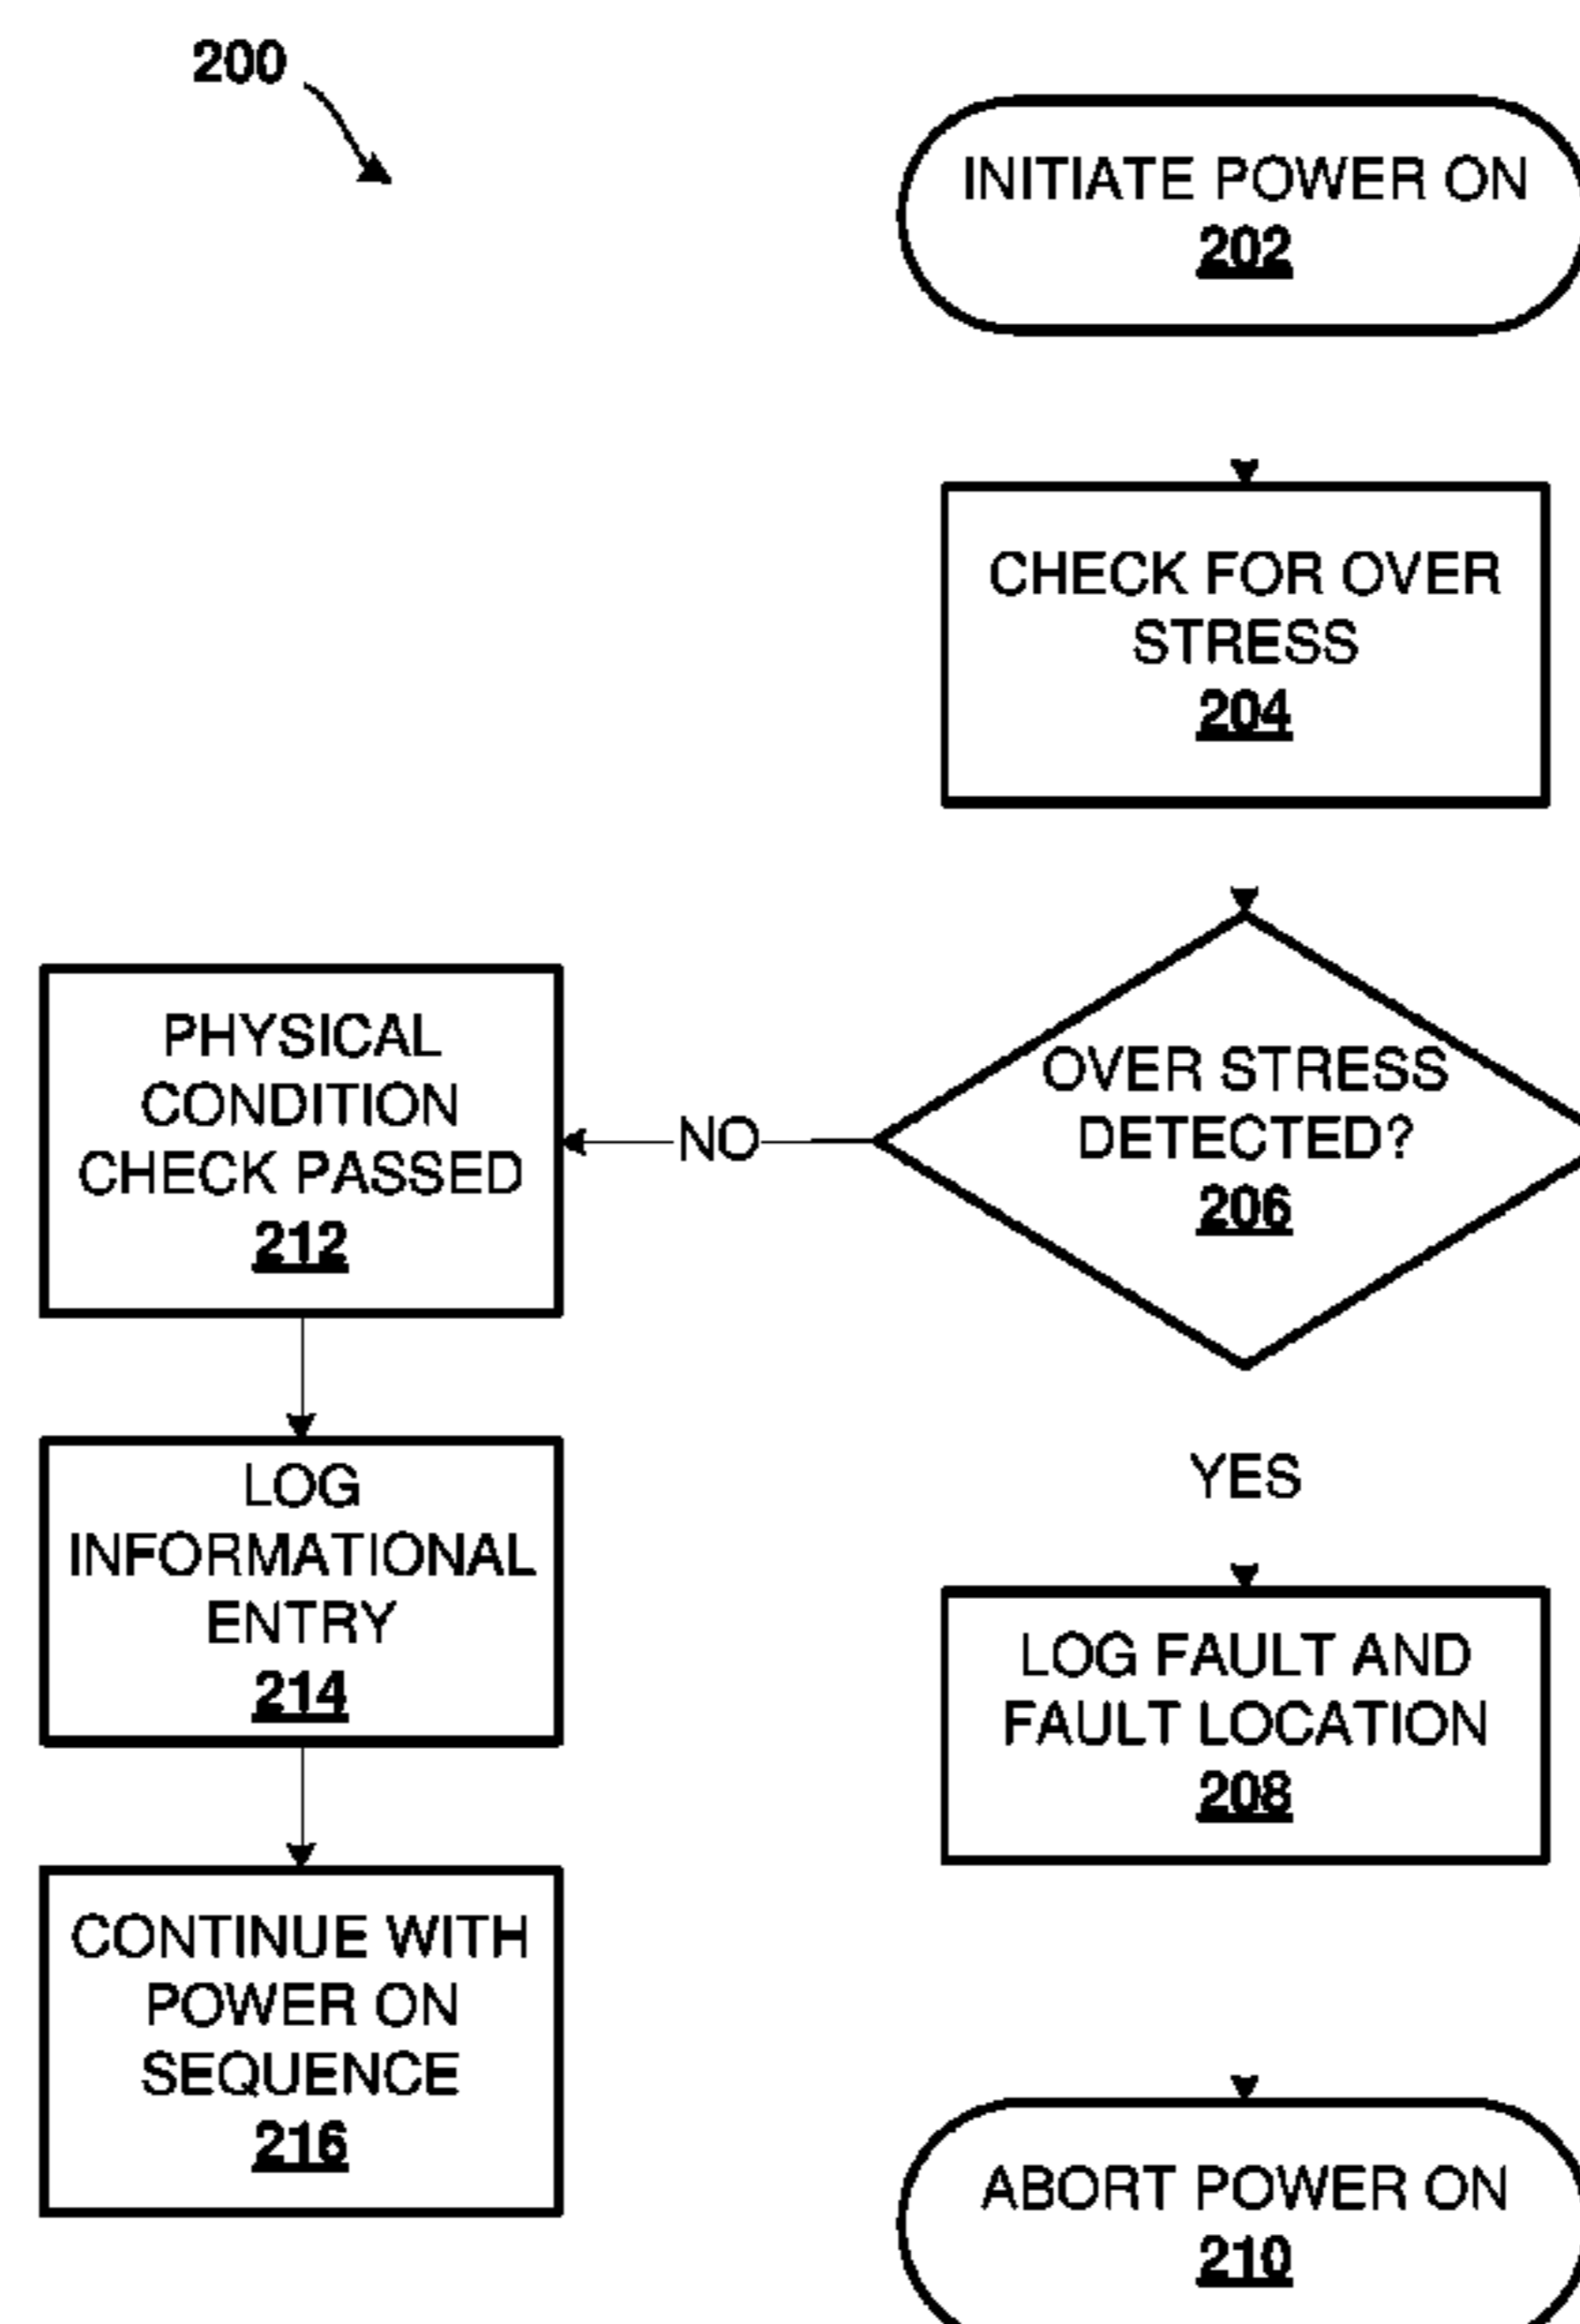 200
INITIATE POWER ON
202
CHECK FOR OVER
STRESS
204
OVER STRESS
DETECTED?
206
NO
PHYSICAL
CONDITION
CHECK PASSED
212
LOG
INFORMATIONAL
ENTRY
214
CONTINUE WITH
POWER ON
SEQUENCE
216
YES
LOG FAULT AND
FAULT LOCATION
208
ABORT POWER ON
210